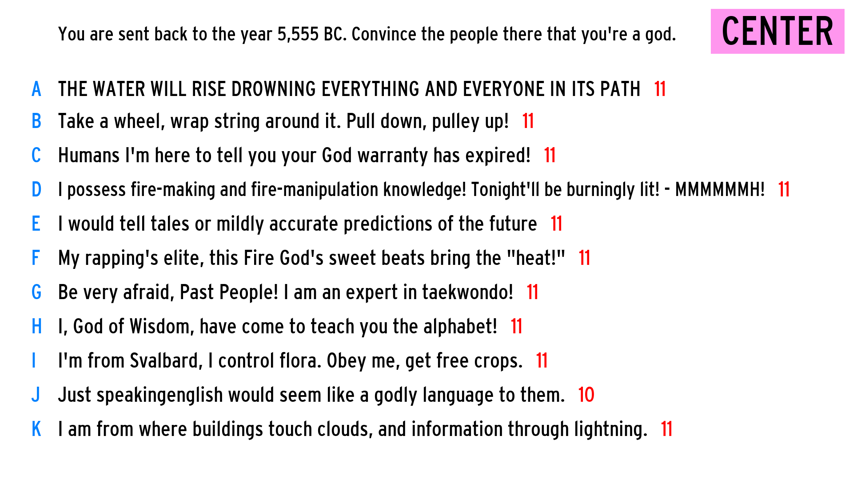 You are sent back to the year 5,555 BC. Convince the people there that you're a god.
CENTER
A THE WATER WILL RISE DROWNING EVERYTHING AND EVERYONE IN ITS PATH 11
B Take a wheel, wrap string around it. Pull down, pulley up! 11
C Humans I'm here to tell you your God warranty has expired! 11
D I possess fire-making and fire-manipulation knowledge! Tonight'll be burningly lit! - MMMMMMH! 11
E I would tell tales or mildly accurate predictions of the future 11
F My rapping's elite, this Fire God's sweet beats bring the "heat!" 11
G Be very afraid, Past People! I am an expert in taekwondo! 11
H I, God of Wisdom, have come to teach you the alphabet! 11
I I'm from Svalbard, I control flora. Obey me, get free crops. 11
J Just speakingenglish would seem like a godly language to them. 10
K I am from where buildings touch clouds, and information through lightning. 11